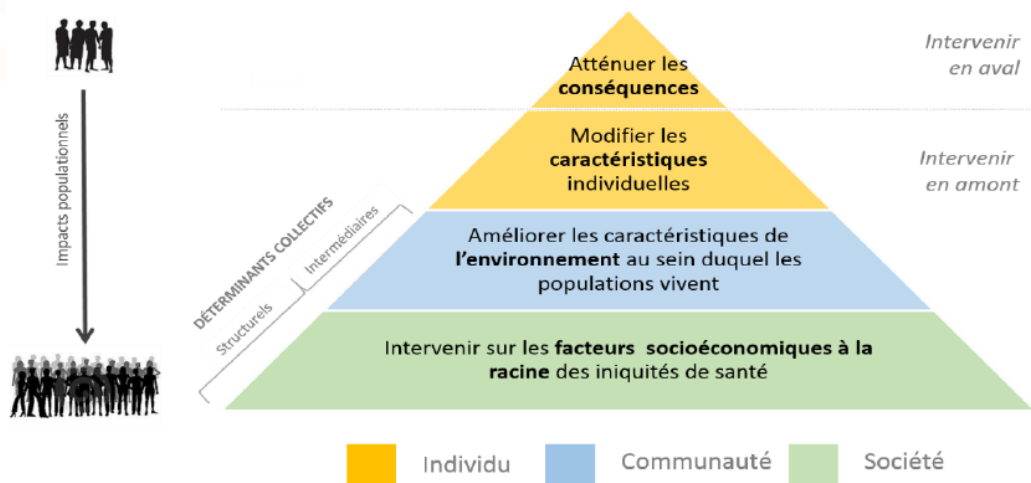 Atténuer les
conséquences
Intervenir
en aval
Modifier les
caractéristiques
individuelles
Intervenir
en amont
Impacts populationnels
DÉTERMINANTS COLLECTIFS
Intermédiaires
Structurels
Améliorer les caractéristiques de
l'environnement au sein duquel les
populations vivent
Intervenir sur les facteurs socioéconomiques à la
racine des iniquités de santé
Individu
Communauté
Société